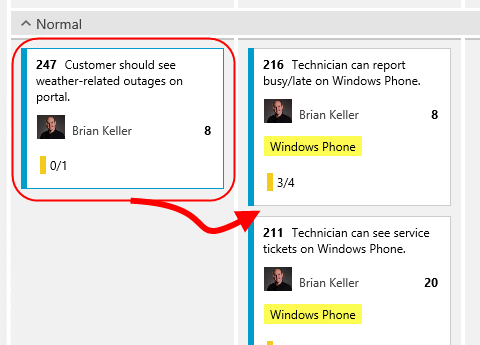 Normal
247 Customer should see
weather-related outages on
portal.
Brian Keller 8
0/1
216 Technician can report
busy/late on Windows Phone.
Brian Keller 8
Windows Phone
3/4
211 Technician can see service
tickets on Windows Phone.
Brian Keller 20
Windows Phone